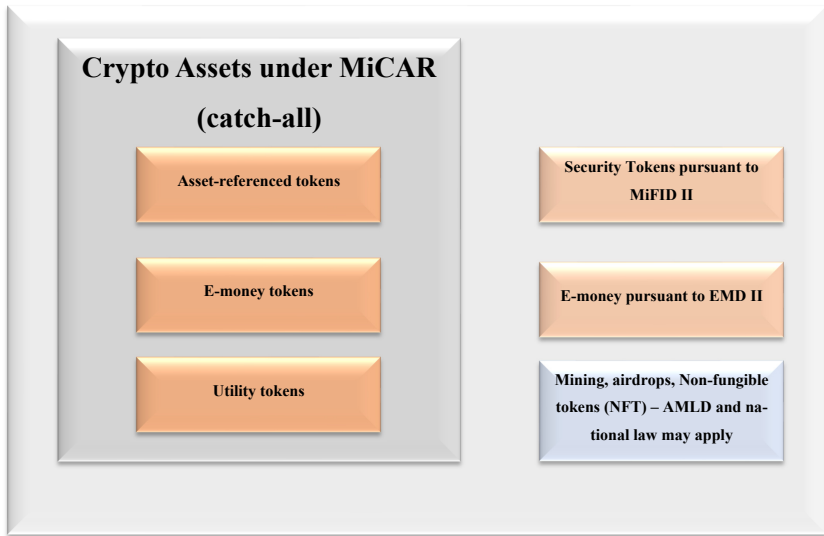 Crypto Assets under MiCAR
(catch-all)
Asset-referenced tokens
E-money tokens
Utility tokens
Security Tokens pursuant to
MiFID II
E-money pursuant to EMD II
Mining, airdrops, Non-fungible
tokens (NFT) – AMLD and na-
tional law may apply